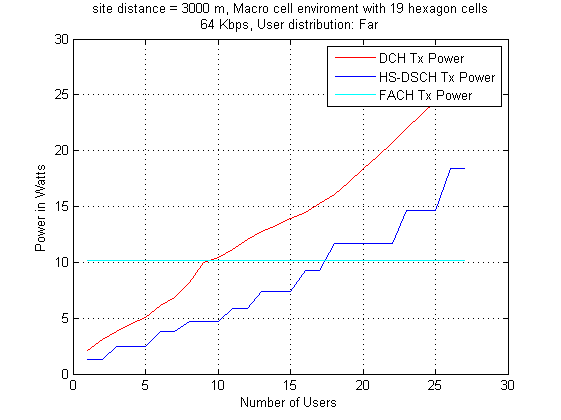 site distance = 3000 m, Macro cell enviroment with 19 hexagon cells
64 Kbps, User distribution: Far
30
25
20
15
10
5
0
Power in Watts
DCH Tx Power
HS-DSCH Tx Power
FACH Tx Power
0 5 10 15 20 25 30
Number of Users